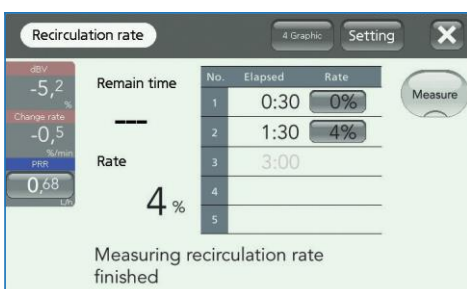 Recirculation rate
4 Graphic
Setting
dBV
-5,2
%
Change rate
-0,5
%/min
PRR
0,68
L/h
Remain time
---
Rate
4 %
No. Elapsed Rate
1 0:30 0%
2 1:30 4%
3 3:00
4
5
Measure
Measuring recirculation rate
finished